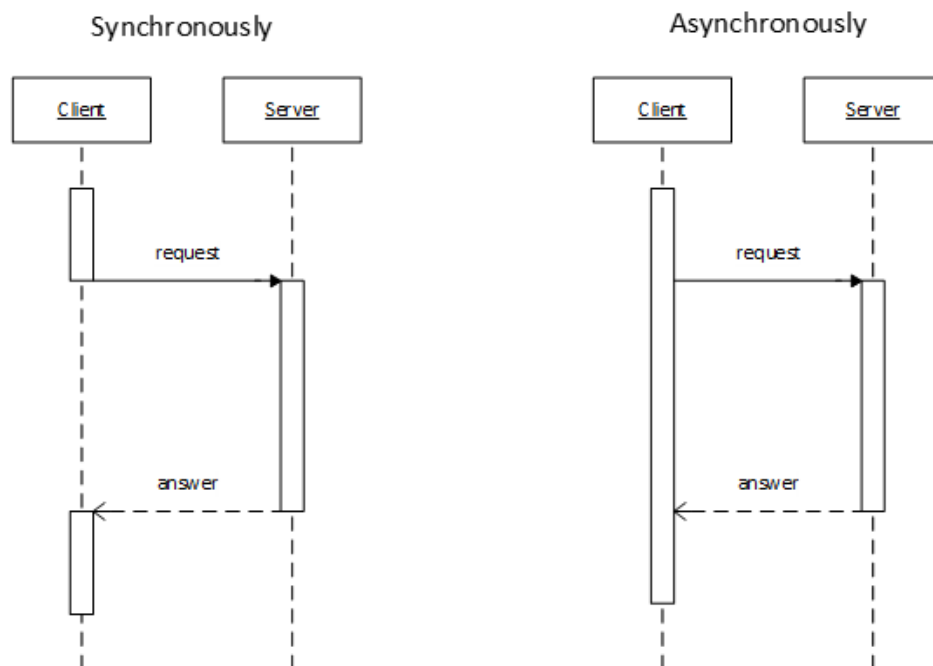 Synchronously
Client
Server
request
answer
Asynchronously
Client
Server
request
answer